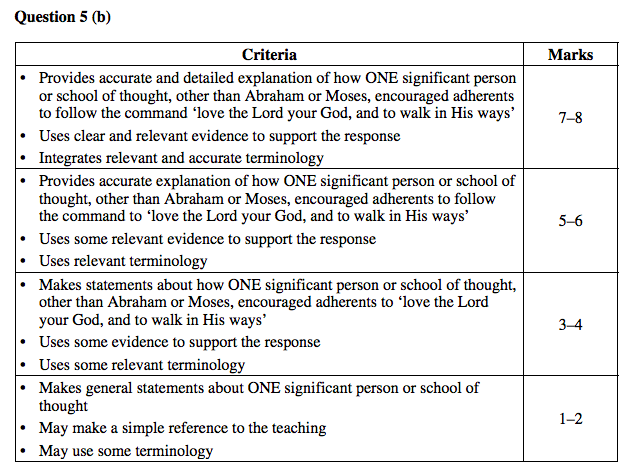 Question 5 (b)
Criteria
Marks
• Provides accurate and detailed explanation of how ONE significant person
or school of thought, other than Abraham or Moses, encouraged adherents
to follow the command ‘love the Lord your God, and to walk in His ways’
• Uses clear and relevant evidence to support the response
• Integrates relevant and accurate terminology
7–8
• Provides accurate explanation of how ONE significant person or school of
thought, other than Abraham or Moses, encouraged adherents to follow
the command to ‘love the Lord your God, and to walk in His ways’
• Uses some relevant evidence to support the response
• Uses relevant terminology
5–6
• Makes statements about how ONE significant person or school of thought,
other than Abraham or Moses, encouraged adherents to ‘love the Lord
your God, and to walk in His ways’
• Uses some evidence to support the response
• Uses some relevant terminology
3–4
• Makes general statements about ONE significant person or school of
thought
• May make a simple reference to the teaching
• May use some terminology
1–2